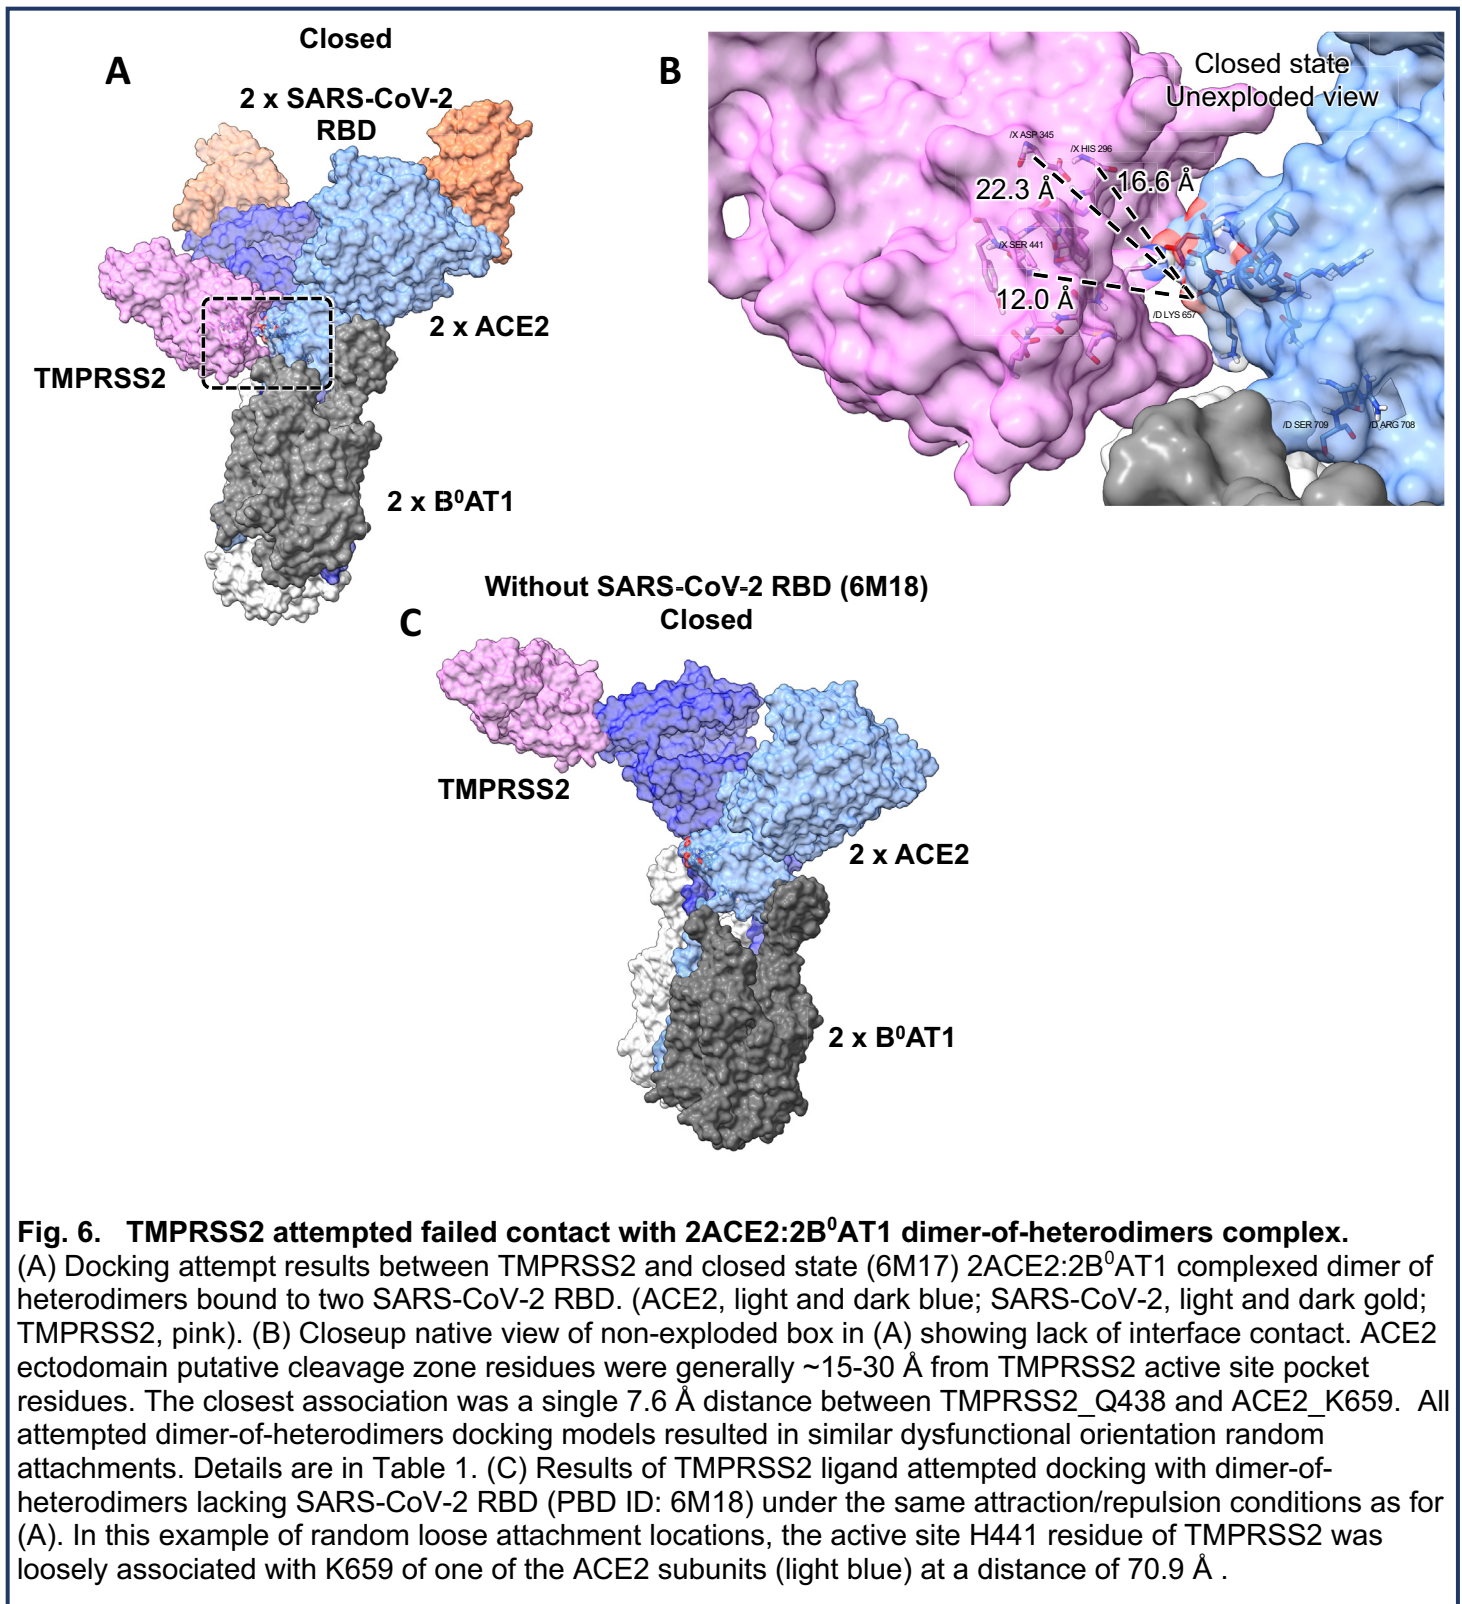 Closed
A
2 x SARS-CoV-2
RBD
2 x ACE2
TMPRSS2
2 x B⁰AT1
B
Closed state
Unexploded view
/X ASP 345
/X HIS 296
22.3 Å
16.6 Å
/X SER 441
12.0 Å
/D LYS 657
/D SER 709
/D ARG 708
Without SARS-CoV-2 RBD (6M18)
Closed
C
TMPRSS2
2 x ACE2
2 x B⁰AT1
Fig. 6. TMPRSS2 attempted failed contact with 2ACE2:2B⁰AT1 dimer-of-heterodimers complex.
(A) Docking attempt results between TMPRSS2 and closed state (6M17) 2ACE2:2B⁰AT1 complexed dimer of
heterodimers bound to two SARS-CoV-2 RBD. (ACE2, light and dark blue; SARS-CoV-2, light and dark gold;
TMPRSS2, pink). (B) Closeup native view of non-exploded box in (A) showing lack of interface contact. ACE2
ectodomain putative cleavage zone residues were generally ~15-30 Å from TMPRSS2 active site pocket
residues. The closest association was a single 7.6 Å distance between TMPRSS2_Q438 and ACE2_K659. All
attempted dimer-of-heterodimers docking models resulted in similar dysfunctional orientation random
attachments. Details are in Table 1. (C) Results of TMPRSS2 ligand attempted docking with dimer-of-
heterodimers lacking SARS-CoV-2 RBD (PBD ID: 6M18) under the same attraction/repulsion conditions as for
(A). In this example of random loose attachment locations, the active site H441 residue of TMPRSS2 was
loosely associated with K659 of one of the ACE2 subunits (light blue) at a distance of 70.9 Å .